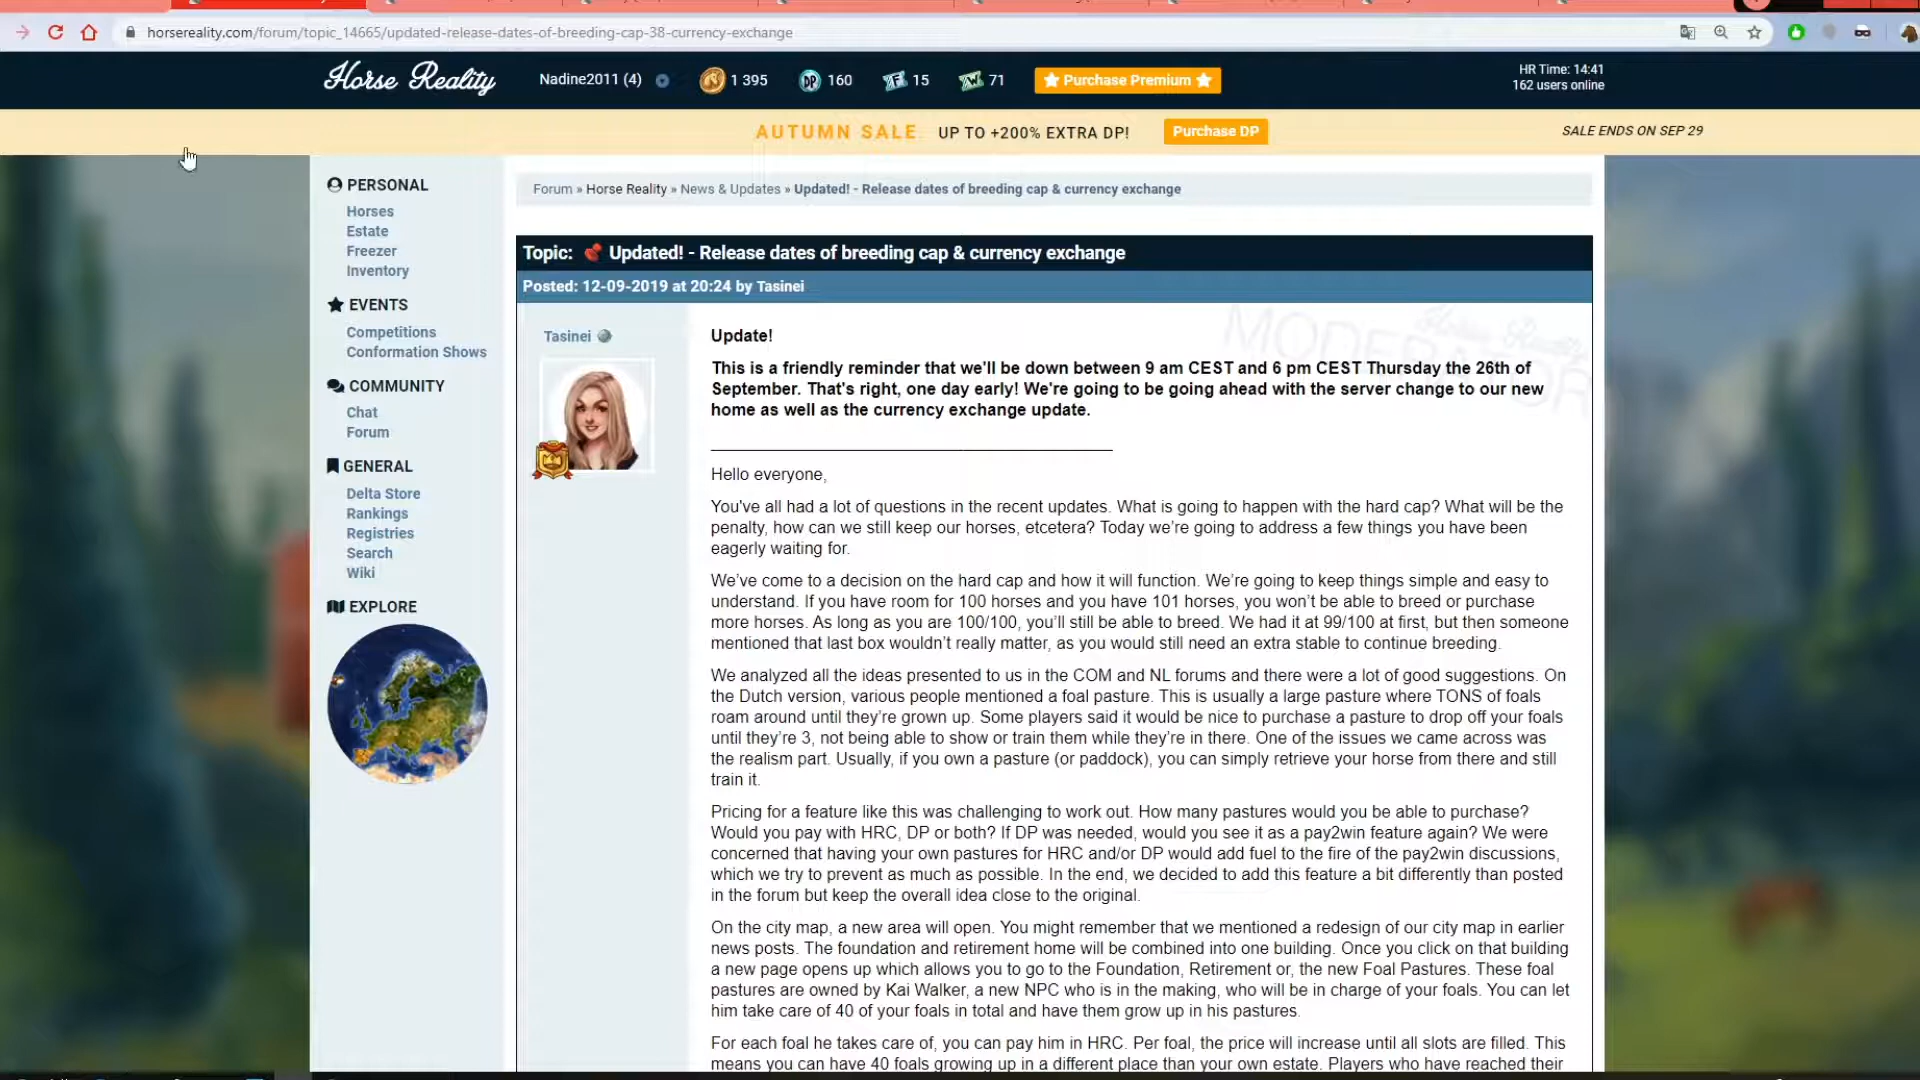 horsereality.com/forum/topic_14665/updated-release-dates-of-breeding-cap-38-currency-exchange
Horse Reality
Nadine2011 (4)
1 395
DP
160
F
15
W
71
Purchase Premium
HR Time: 14:41
162 users online
AUTUMN SALE UP TO +200% EXTRA DP! Purchase DP
SALE ENDS ON SEP 29
PERSONAL
Horses
Estate
Freezer
Inventory
EVENTS
Competitions
Conformation Shows
COMMUNITY
Chat
Forum
GENERAL
Delta Store
Rankings
Registries
Search
Wiki
EXPLORE
Forum » Horse Reality » News & Updates » Updated! - Release dates of breeding cap & currency exchange
Topic: Updated! - Release dates of breeding cap & currency exchange
Posted: 12-09-2019 at 20:24 by Tasinei
Tasinei
Horse Reality
MODERATOR
Update!
This is a friendly reminder that we'll be down between 9 am CEST and 6 pm CEST Thursday the 26th of
September. That's right, one day early! We're going to be going ahead with the server change to our new
home as well as the currency exchange update.
Hello everyone,
You've all had a lot of questions in the recent updates. What is going to happen with the hard cap? What will be the
penalty, how can we still keep our horses, etcetera? Today we're going to address a few things you have been
eagerly waiting for.
We've come to a decision on the hard cap and how it will function. We're going to keep things simple and easy to
understand. If you have room for 100 horses and you have 101 horses, you won't be able to breed or purchase
more horses. As long as you are 100/100, you'll still be able to breed. We had it at 99/100 at first, but then someone
mentioned that last box wouldn't really matter, as you would still need an extra stable to continue breeding.
We analyzed all the ideas presented to us in the COM and NL forums and there were a lot of good suggestions. On
the Dutch version, various people mentioned a foal pasture. This is usually a large pasture where TONS of foals
roam around until they're grown up. Some players said it would be nice to purchase a pasture to drop off your foals
until they're 3, not being able to show or train them while they're in there. One of the issues we came across was
the realism part. Usually, if you own a pasture (or paddock), you can simply retrieve your horse from there and still
train it.
Pricing for a feature like this was challenging to work out. How many pastures would you be able to purchase?
Would you pay with HRC, DP or both? If DP was needed, would you see it as a pay2win feature again? We were
concerned that having your own pastures for HRC and/or DP would add fuel to the fire of the pay2win discussions,
which we try to prevent as much as possible. In the end, we decided to add this feature a bit differently than posted
in the forum but keep the overall idea close to the original.
On the city map, a new area will open. You might remember that we mentioned a redesign of our city map in earlier
news posts. The foundation and retirement home will be combined into one building. Once you click on that building
a new page opens up which allows you to go to the Foundation, Retirement or, the new Foal Pastures. These foal
pastures are owned by Kai Walker, a new NPC who is in the making, who will be in charge of your foals. You can let
him take care of 40 of your foals in total and have them grow up in his pastures.
For each foal he takes care of, you can pay him in HRC. Per foal, the price will increase until all slots are filled. This
means you can have 40 foals growing up in a different place than your own estate. Players who have reached their